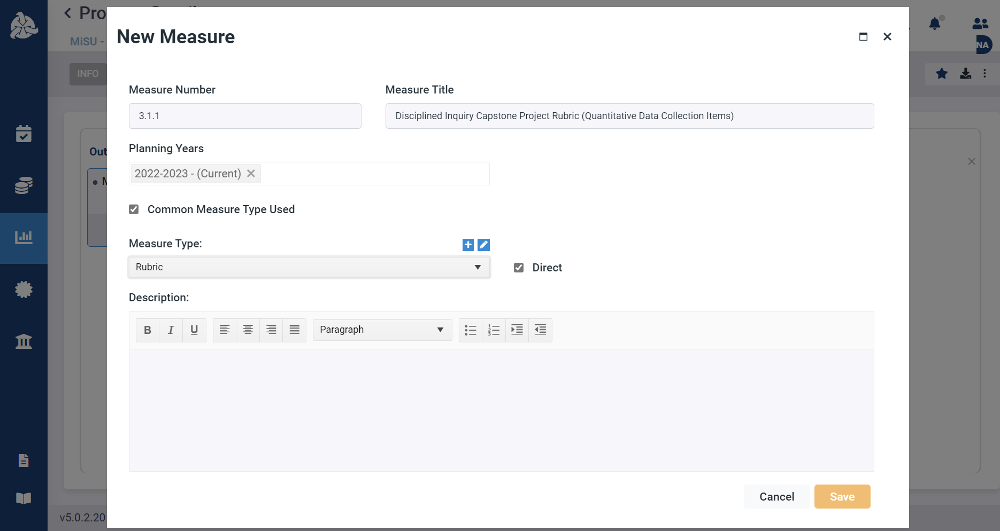 New Measure
MiSU -
NA
INFO
Measure Number
Measure Title
3.1.1
Disciplined Inquiry Capstone Project Rubric (Quantitative Data Collection Items)
Planning Years
2022-2023 - (Current)
Common Measure Type Used
Measure Type:
Rubric
Direct
Description:
B I U
Paragraph
Cancel
Save
v5.0.2.20